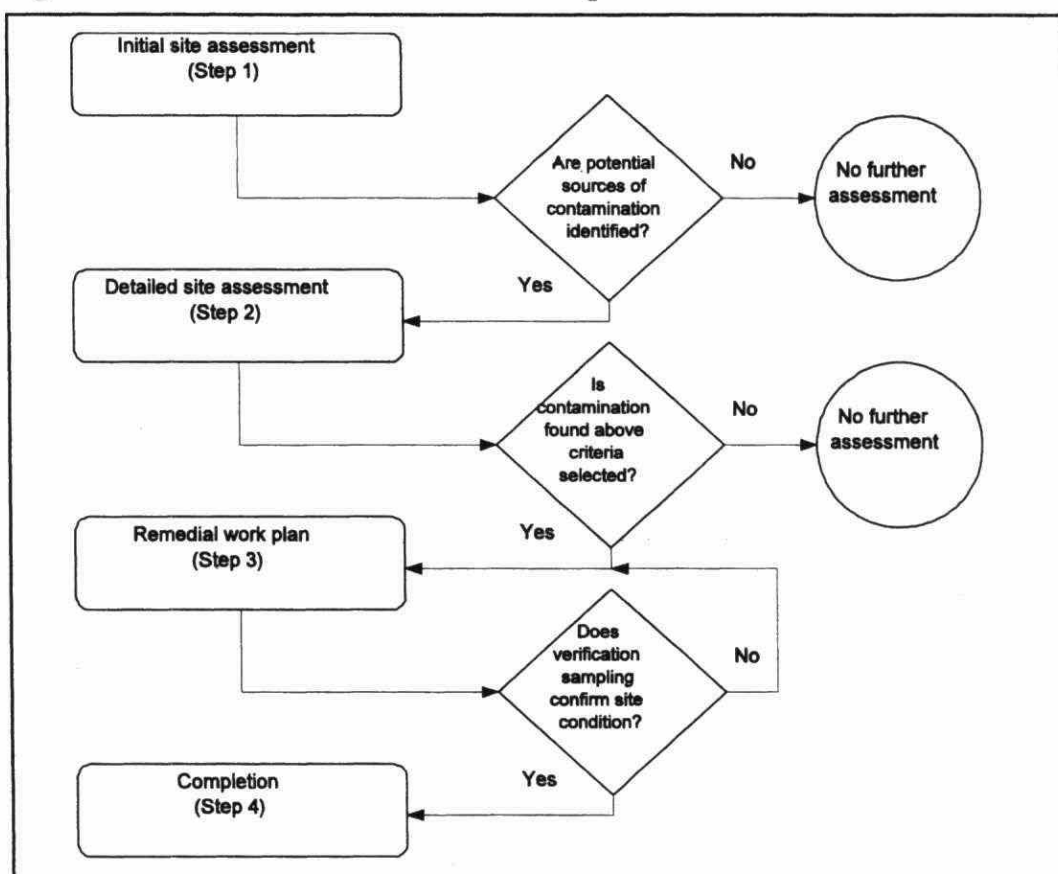 Initial site assessment
(Step 1)
Are potential
sources of
contamination
identified?
No
No further
assessment
Yes
Detailed site assessment
(Step 2)
Is
contamination
found above
criteria
selected?
No
No further
assessment
Yes
Remedial work plan
(Step 3)
Does
verification
sampling
confirm site
condition?
No
Yes
Completion
(Step 4)